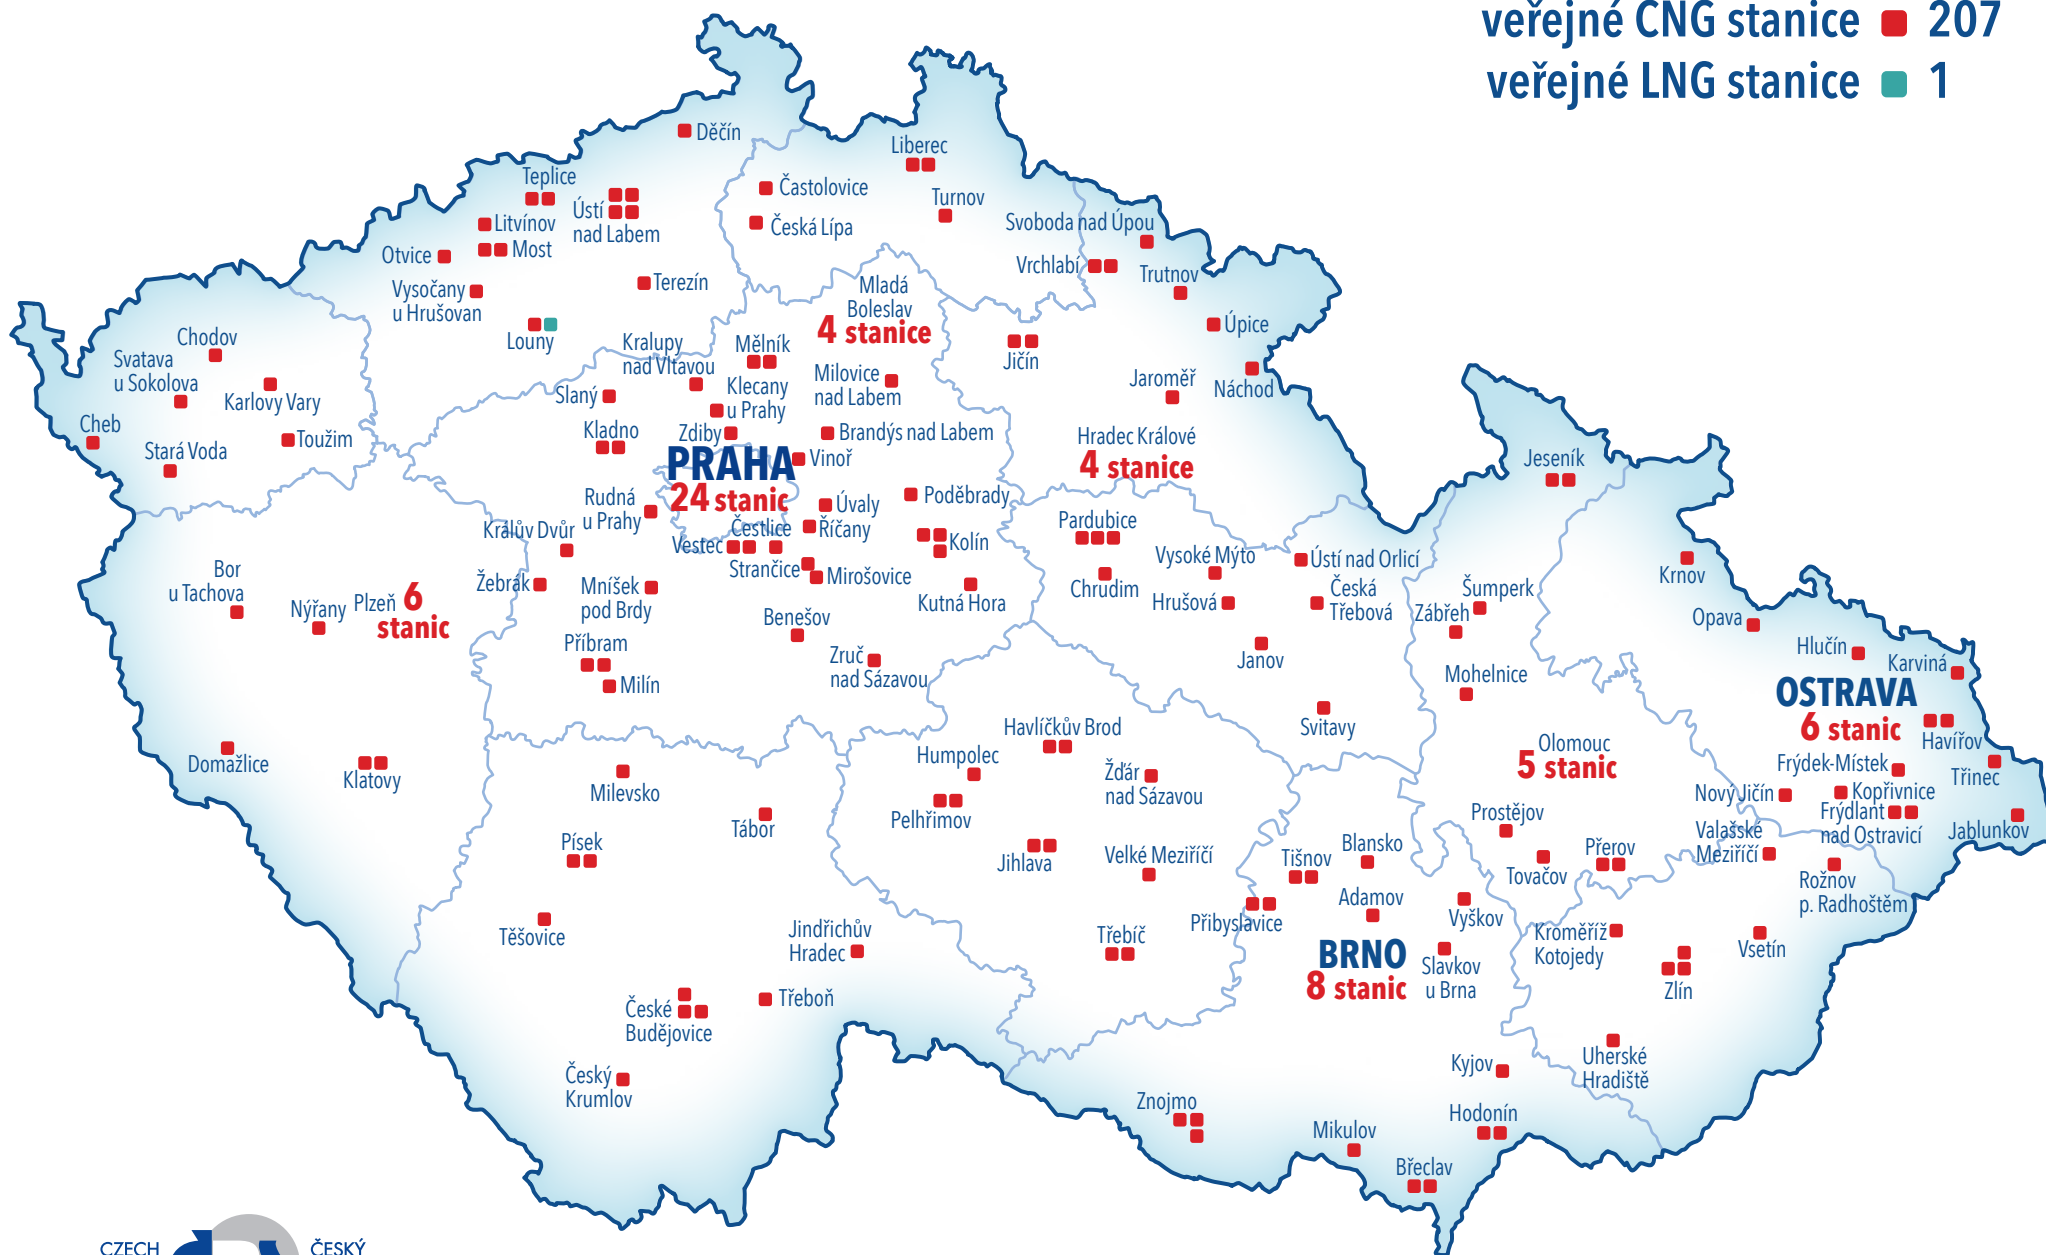 veřejné CNG stanice 207
veřejné LNG stanice 1
Děčín
Liberec
Teplice
Častolovice
Turnov
Ústí
nad Labem
Litvínov
Most
Česká Lípa
Svoboda nad Úpou
Otvice
Vrchlabí
Trutnov
Terezín
Vysočany
u Hrušovan
Mladá
Boleslav
4 stanice
Louny
Úpice
Chodov
Svatava
u Sokolova
Karlovy Vary
Cheb
Stará Voda
Toužim
Kralupy
nad Vltavou
Mělník
Jičín
Slaný
Klecany
u Prahy
Milovice
nad Labem
Jaroměř
Náchod
Kladno
Zdiby
Brandýs nad Labem
Hradec Králové
4 stanice
PRAHA
24 stanic
Vinoř
Jeseník
Rudná
u Prahy
Úvaly
Poděbrady
Čestlice
Říčany
Králův Dvůr
Vestec
Kolín
Pardubice
Strančice
Mirošovice
Vysoké Mýto
Ústí nad Orlicí
Krnov
Žebrák
Mníšek
pod Brdy
Kutná Hora
Chrudim
Hrušová
Česká
Třebová
Šumperk
Zábřeh
Bor
u Tachova
Nýřany
Plzeň 6
stanic
Benešov
Opava
Příbram
Zruč
nad Sázavou
Janov
Hlučín
Karviná
Milín
Mohelnice
OSTRAVA
6 stanic
Havířov
Svitavy
Havlíčkův Brod
Olomouc
5 stanic
Domažlice
Klatovy
Humpolec
Žďár
nad Sázavou
Frýdek-Místek
Třinec
Milevsko
Nový Jičín
Kopřivnice
Frýdlant
nad Ostravicí
Jablunkov
Tábor
Pelhřimov
Prostějov
Valašské
Meziříčí
Písek
Jihlava
Velké Meziříčí
Tišnov
Blansko
Přerov
Tovačov
Rožnov
p. Radhoštěm
Adamov
Těšovice
Jindřichův
Hradec
Třebíč
Přibyslavice
Vyškov
Kroměříž
Kotojedy
Vsetín
BRNO
8 stanic
Slavkov
u Brna
Zlín
České
Budějovice
Třeboň
Český
Krumlov
Uherské
Hradiště
Kyjov
Znojmo
Hodonín
Mikulov
Břeclav
CZECH
ČESKÝ